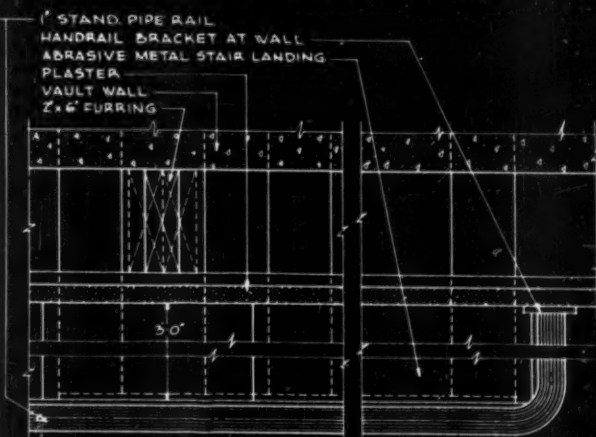 1" STAND. PIPE RAIL
HANDRAIL BRACKET AT WALL
ABRASIVE METAL STAIR LANDING
PLASTER
VAULT WALL
2"x6" FURRING
3'-0"